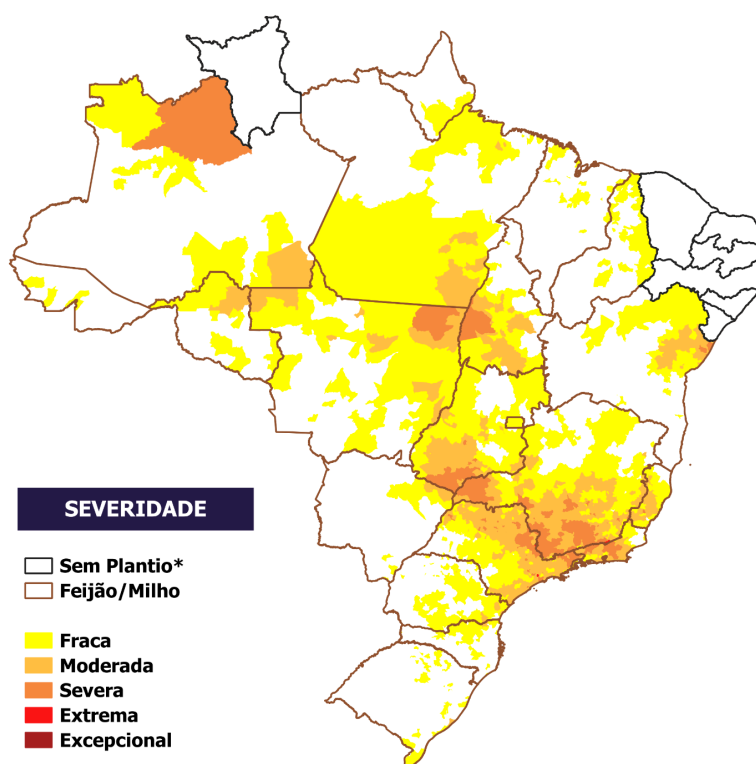 SEVERIDADE
Sem Plantio*
Feijão/Milho
Fraca
Moderada
Severa
Extrema
Excepcional